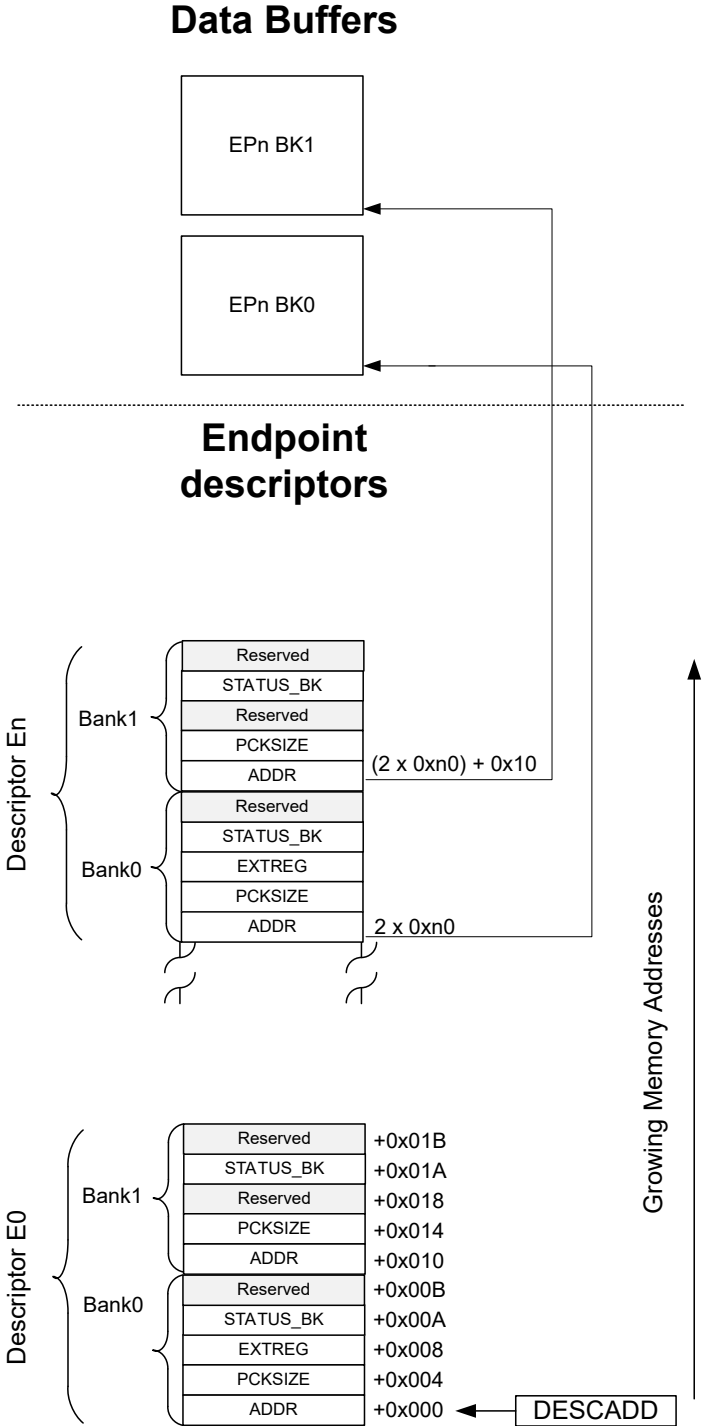 Data Buffers
EPn BK1
EPn BK0
Endpoint
descriptors
Descriptor En
Bank1
Reserved
STATUS_BK
Reserved
PCKSIZE
ADDR
(2 x 0xn0) + 0x10
Bank0
Reserved
STATUS_BK
EXTREG
PCKSIZE
ADDR
2 x 0xn0
Growing Memory Addresses
Descriptor E0
Bank1
Reserved +0x01B
STATUS_BK +0x01A
Reserved +0x018
PCKSIZE +0x014
ADDR +0x010
Bank0
Reserved +0x00B
STATUS_BK +0x00A
EXTREG +0x008
PCKSIZE +0x004
ADDR +0x000 DESCADD